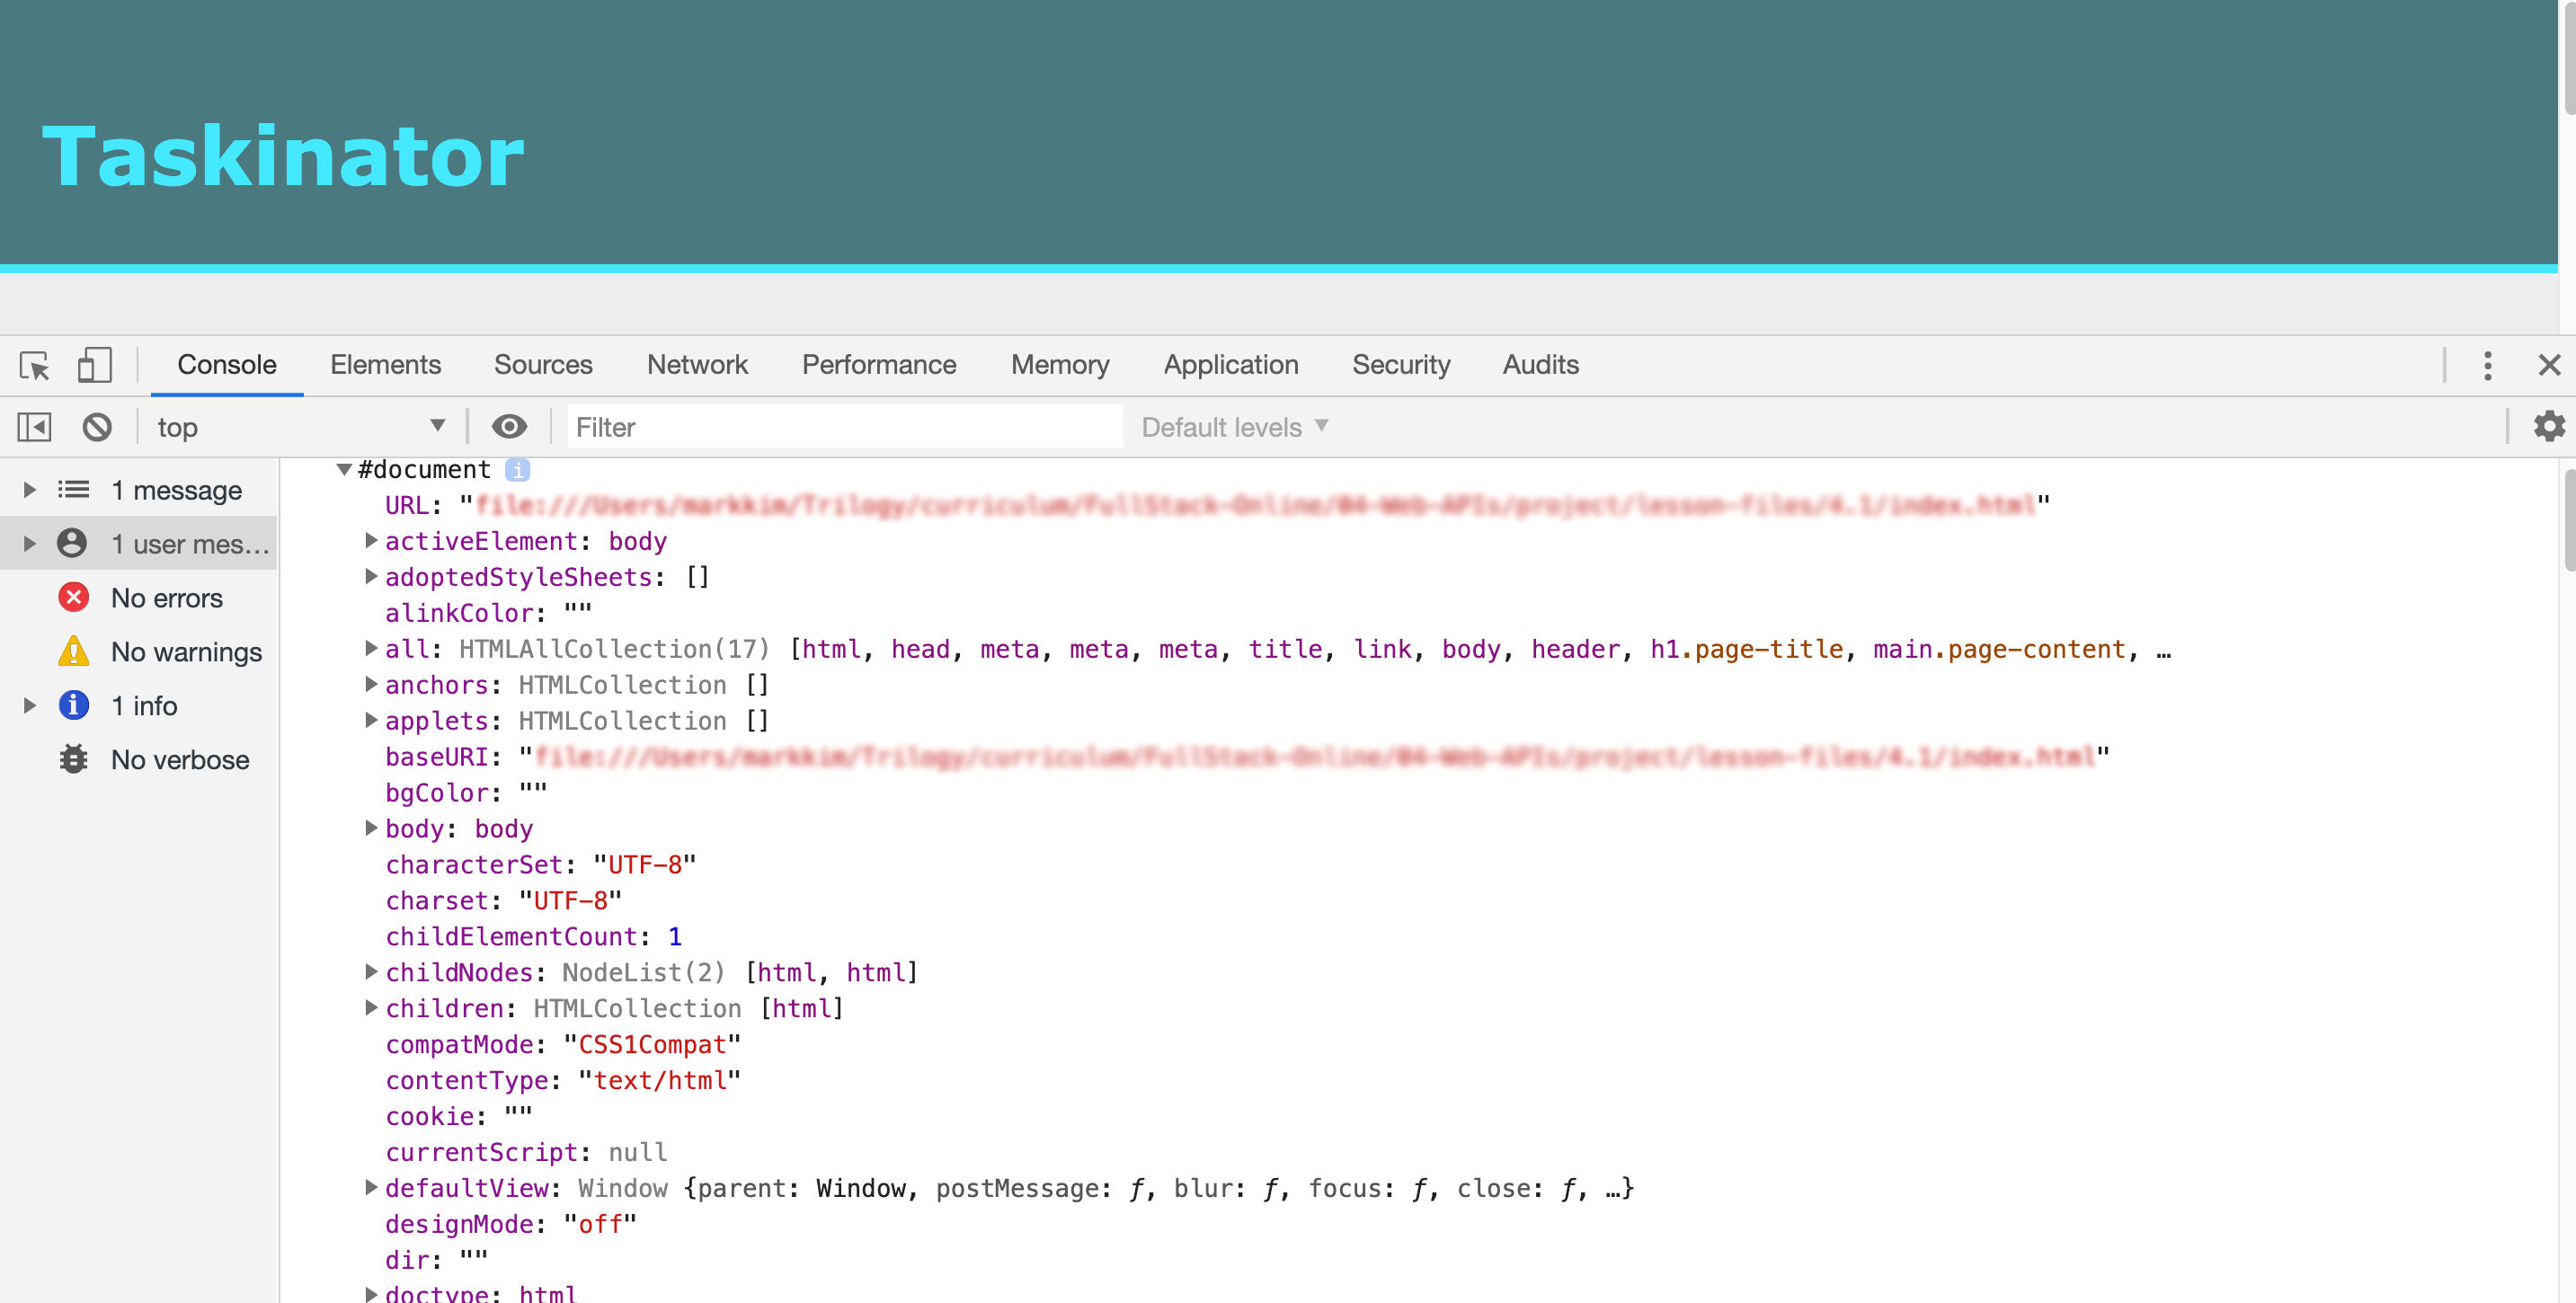 Taskinator
Console Elements Sources Network Performance Memory Application Security Audits
top Filter Default levels
1 message
1 user mes…
No errors
No warnings
1 info
No verbose
#document i
URL: ""
activeElement: body
adoptedStyleSheets: []
alinkColor: ""
all: HTMLAllCollection(17) [html, head, meta, meta, meta, title, link, body, header, h1.page-title, main.page-content, …
anchors: HTMLCollection []
applets: HTMLCollection []
baseURI: ""
bgColor: ""
body: body
characterSet: "UTF-8"
charset: "UTF-8"
childElementCount: 1
childNodes: NodeList(2) [html, html]
children: HTMLCollection [html]
compatMode: "CSS1Compat"
contentType: "text/html"
cookie: ""
currentScript: null
defaultView: Window {parent: Window, postMessage: ƒ, blur: ƒ, focus: ƒ, close: ƒ, …}
designMode: "off"
dir: ""
doctype: html